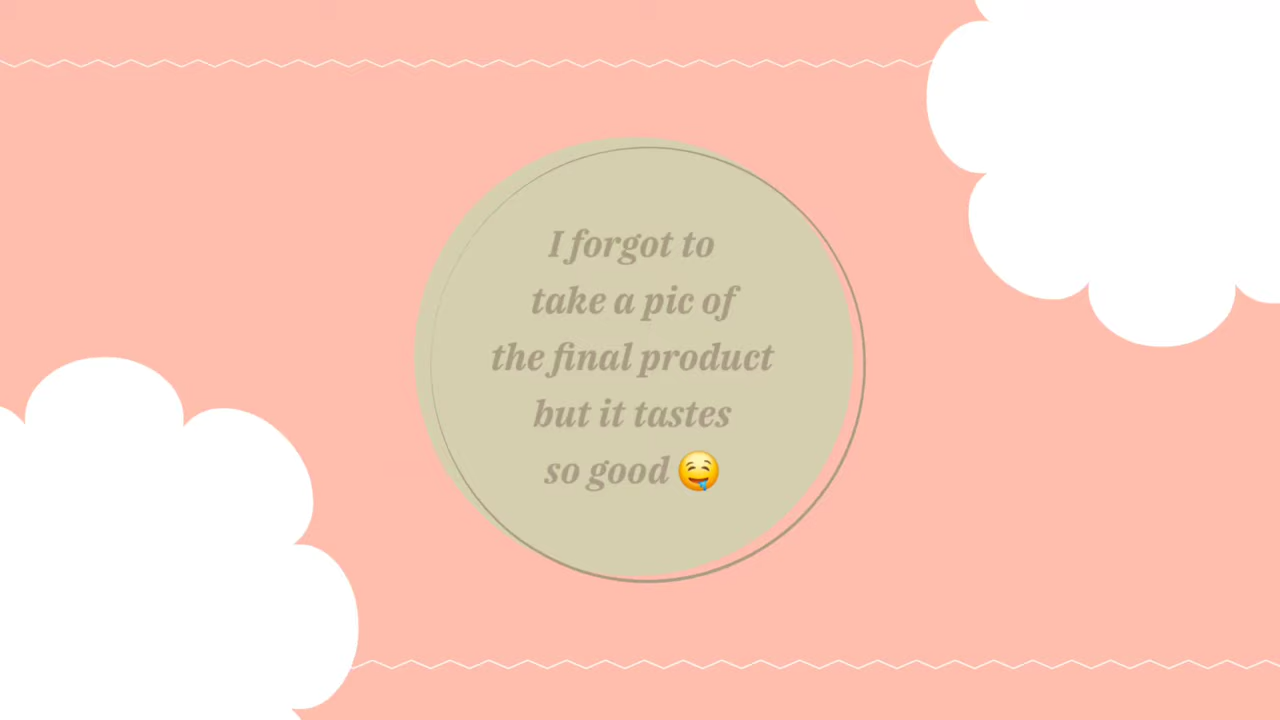 I forgot to
take a pic of
the final product
but it tastes
so good 🤤